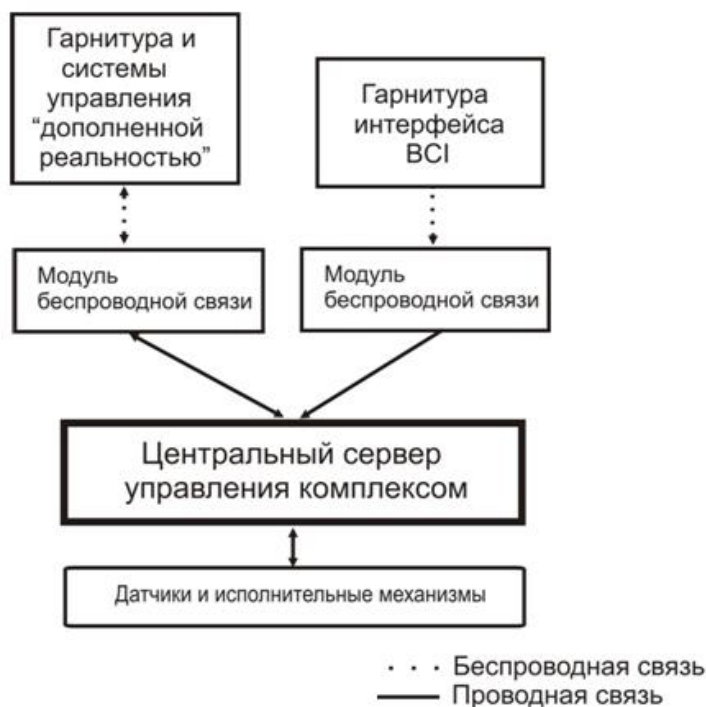 Гарнитура и
системы
управления
“дополненной
реальностью”
Гарнитура
интерфейса
BCI
Модуль
беспроводной связи
Модуль
беспроводной связи
Центральный сервер
управления комплексом
Датчики и исполнительные механизмы
Беспроводная связь
Проводная связь